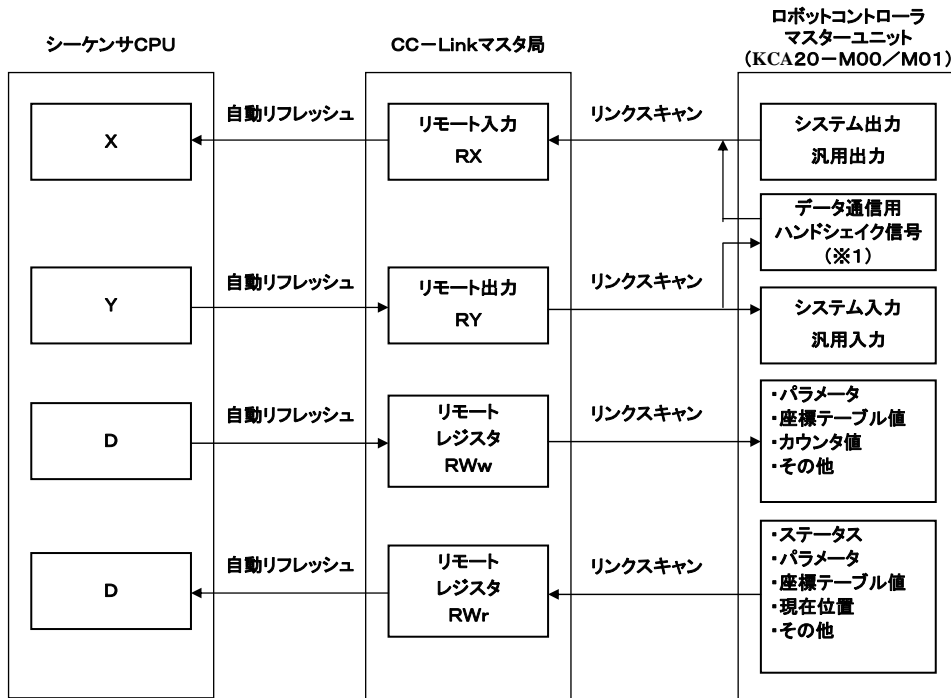 シーケンサCPU
CC－Linkマスタ局
ロボットコントローラ
マスターユニット
(KCA20－M00／M01)
X
自動リフレッシュ
リモート入力
RX
リンクスキャン
システム出力
汎用出力
データ通信用
ハンドシェイク信号
(※1)
Y
自動リフレッシュ
リモート出力
RY
リンクスキャン
システム入力
汎用入力
D
自動リフレッシュ
リモート
レジスタ
RWw
リンクスキャン
・パラメータ
・座標テーブル値
・カウンタ値
・その他
D
自動リフレッシュ
リモート
レジスタ
RWr
リンクスキャン
・ステータス
・パラメータ
・座標テーブル値
・現在位置
・その他